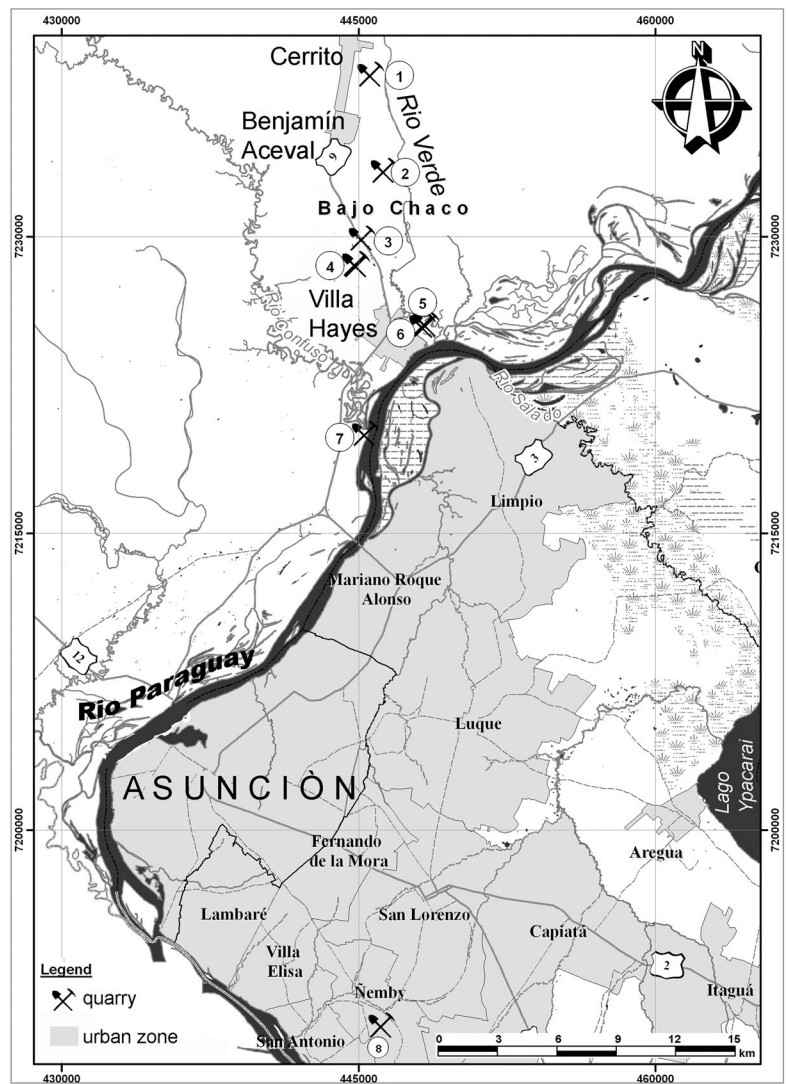 430000
445000
460000
N
Cerrito
1
Rio Verde
Benjamín
Aceval
9
2
Bajo Chaco
7230000
7230000
3
4
Villa
Hayes
5
6
Rio Confuso
Rio Salado
7
3
Limpio
7215000
7215000
Mariano Roque
Alonso
12
Rio Paraguay
Luque
Lago
Ypacarai
ASUNCIÒN
7200000
7200000
Fernando
de la Mora
Aregua
Lambaré
San Lorenzo
Capiatá
Villa
Elisa
2
Legend
quarry
urban zone
Ñemby
Itaguá
San Antonio
8
0
3
6
9
12
15
km
430000
445000
460000